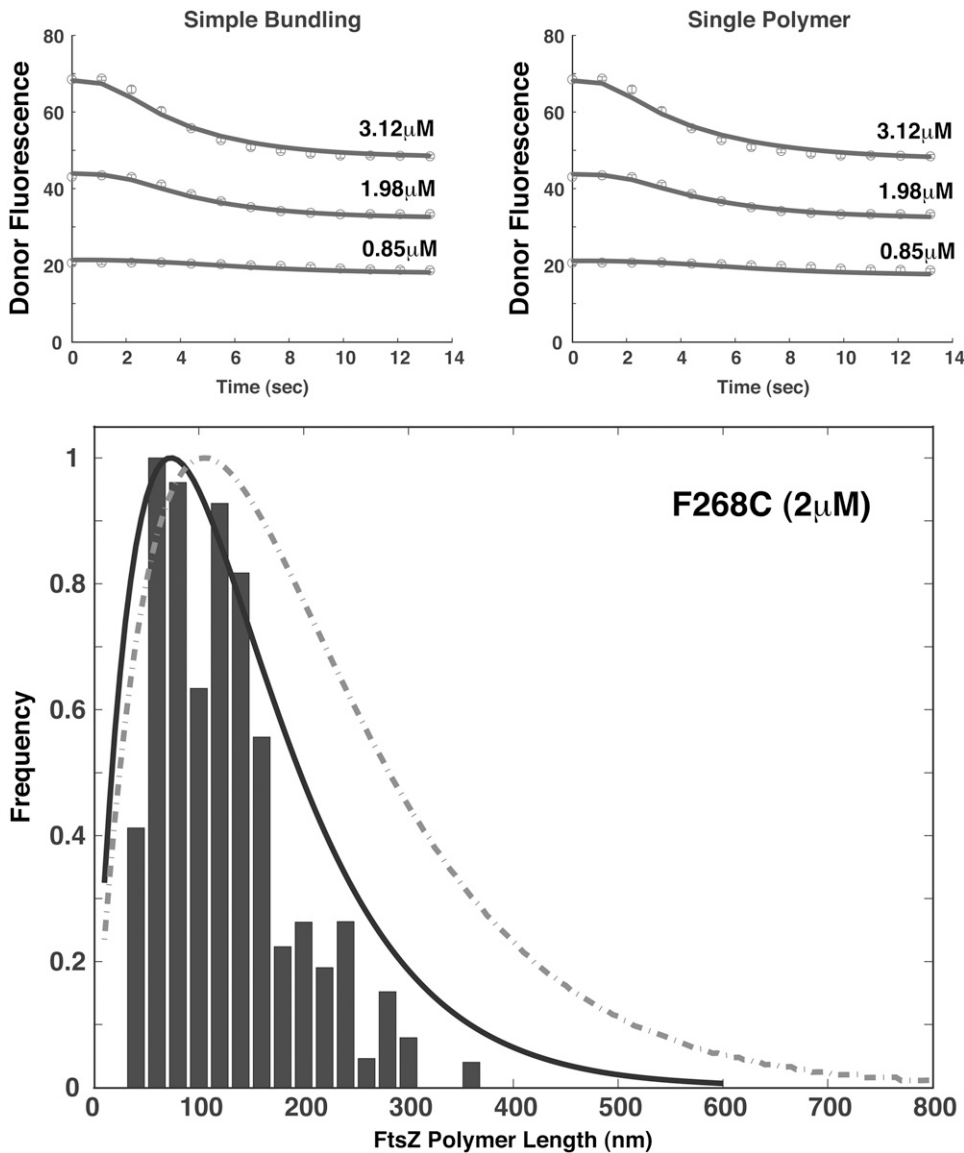 Simple Bundling
Single Polymer
80
60
40
20
0
Donor Fluorescence
3.12μM
1.98μM
0.85μM
0 2 4 6 8 10 12 14
Time (sec)
80
60
40
20
0
Donor Fluorescence
3.12μM
1.98μM
0.85μM
0 2 4 6 8 10 12 14
Time (sec)
F268C (2μM)
1
0.8
0.6
0.4
0.2
0
Frequency
0 100 200 300 400 500 600 700 800
FtsZ Polymer Length (nm)